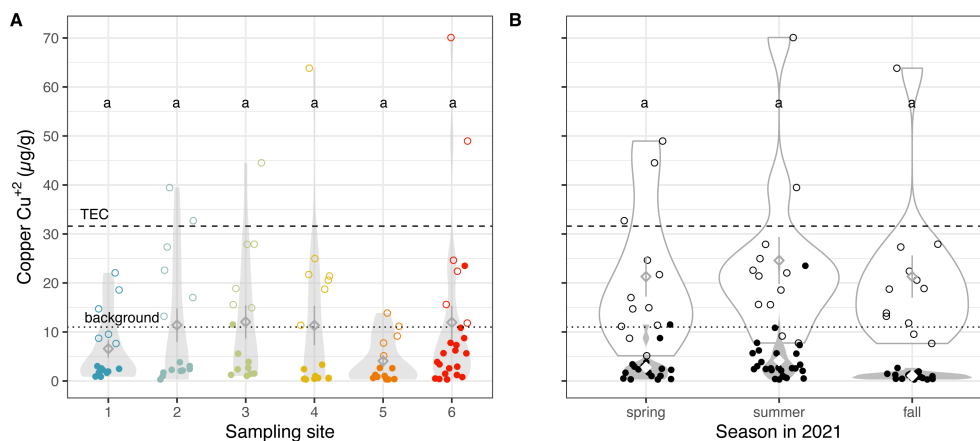 A
B
Copper Cu+2 (µg/g)
70
60
50
40
30
20
10
0
a a a a a a
TEC
background
1 2 3 4 5 6
Sampling site
a a a
spring summer fall
Season in 2021